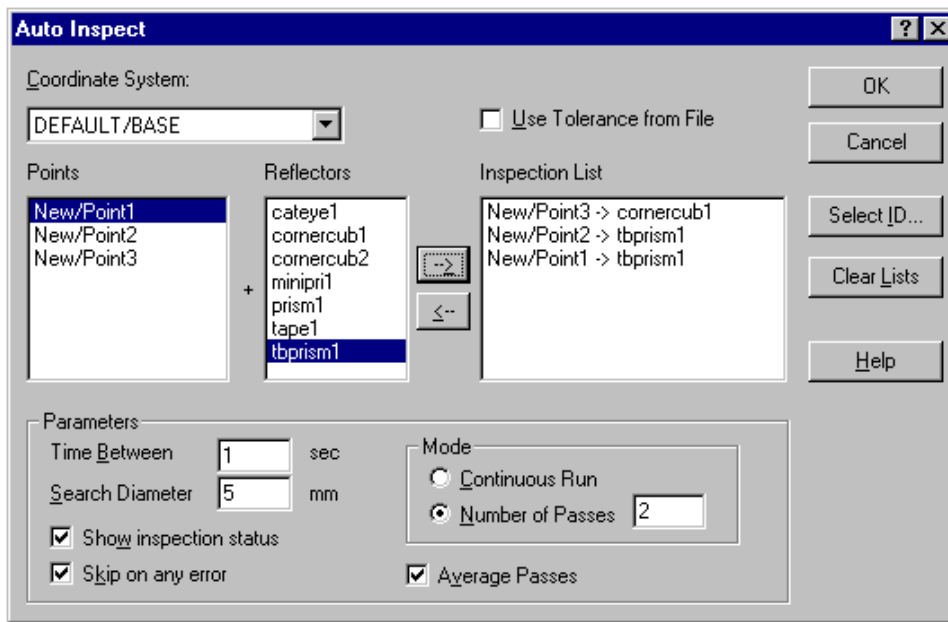 Auto Inspect
Coordinate System:
DEFAULT/BASE
Use Tolerance from File
OK
Cancel
Points
New/Point1
New/Point2
New/Point3
+
Reflectors
cateye1
cornercub1
cornercub2
minipri1
prism1
tape1
tbprism1
-->
<--
Inspection List
New/Point3 -> cornercub1
New/Point2 -> tbprism1
New/Point1 -> tbprism1
Select ID...
Clear Lists
Help
Parameters
Time Between 1 sec
Search Diameter 5 mm
Show inspection status
Skip on any error
Mode
Continuous Run
Number of Passes 2
Average Passes